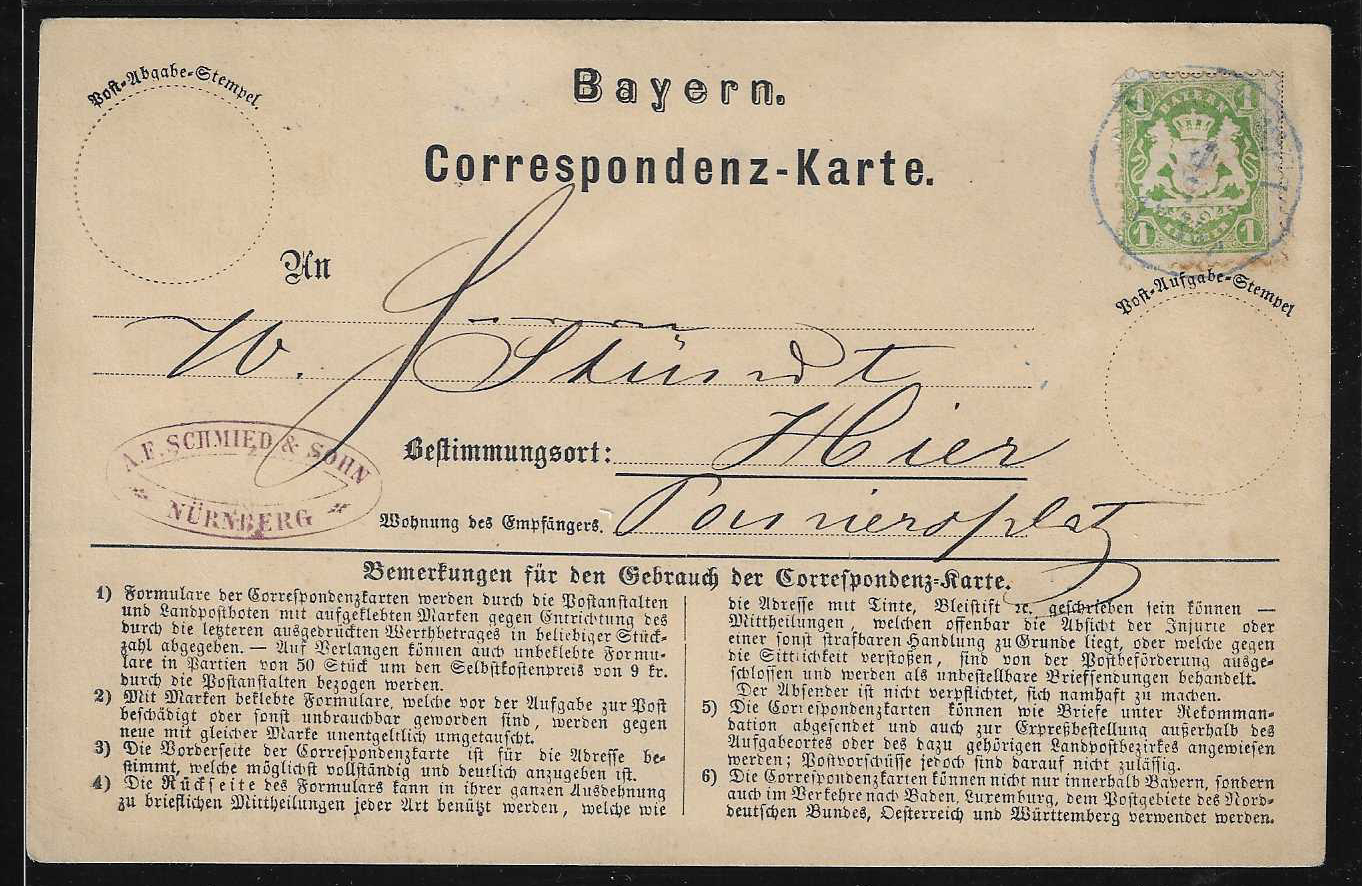 Post-Abgabe-Stempel.
Bayern.
Correspondenz-Karte.
1 BAYERN 1
1 1
Post-Aufgabe-Stempel
An
W. Stündt
Bestimmungsort: Hier
Wohnung des Empfängers. Paniersplatz
A.F. SCHMIED & SOHN
NÜRNBERG
Bemerkungen für den Gebrauch der Correspondenz-Karte.
1) Formulare der Correspondenzkarten werden durch die Postanstalten
und Landpostboten mit aufgeklebten Marken gegen Entrichtung des
durch die letzteren ausgedrückten Werthbetrages in beliebiger Stück-
zahl abgegeben. — Auf Verlangen können auch unbeklebte Formu-
lare in Partien von 50 Stück um den Selbstkostenpreis von 9 kr.
durch die Postanstalten bezogen werden.
2) Mit Marken beklebte Formulare, welche vor der Aufgabe zur Post
beschädigt oder sonst unbrauchbar geworden sind, werden gegen
neue mit gleicher Marke unentgeltlich umgetauscht.
3) Die Vorderseite der Correspondenzkarte ist für die Adresse be-
stimmt, welche möglichst vollständig und deutlich anzugeben ist.
4) Die Rückseite des Formulars kann in ihrer ganzen Ausdehnung
zu brieflichen Mittheilungen jeder Art benützt werden, welche wie
die Adresse mit Tinte, Bleistift ꝛc. geschrieben sein können —
Mittheilungen, welchen offenbar die Absicht der Injurie oder
einer sonst strafbaren Handlung zu Grunde liegt, oder welche gegen
die Sittlichkeit verstoßen, sind von der Postbeförderung ausge-
schlossen und werden als unbestellbare Briefsendungen behandelt.
Der Absender ist nicht verpflichtet, sich namhaft zu machen.
5) Die Correspondenzkarten können wie Briefe unter Rekomman-
dation abgesendet und auch zur Expreßbestellung außerhalb des
Aufgabeortes oder des dazu gehörigen Landpostbezirkes angewiesen
werden; Postvorschüsse jedoch sind darauf nicht zulässig.
6) Die Correspondenzkarten können nicht nur innerhalb Bayern, sondern
auch im Verkehre nach Baden, Luxemburg, dem Postgebiete des Nord-
deutschen Bundes, Oesterreich und Württemberg verwendet werden.